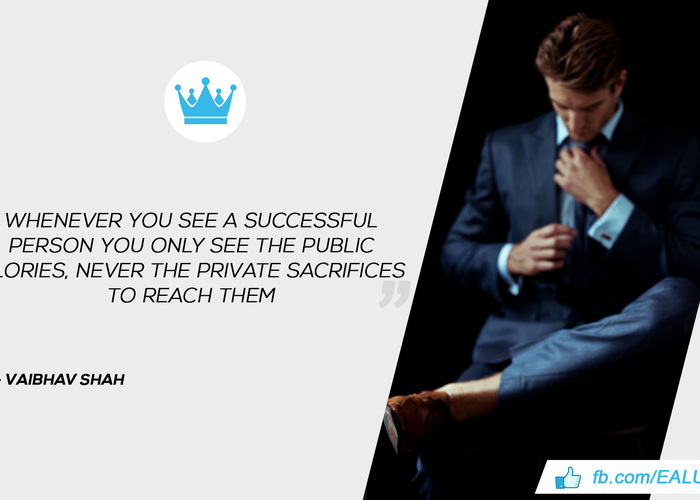 WHENEVER YOU SEE A SUCCESSFUL
PERSON YOU ONLY SEE THE PUBLIC
LORIES, NEVER THE PRIVATE SACRIFICES
TO REACH THEM
”
- VAIBHAV SHAH
fb.com/EALU